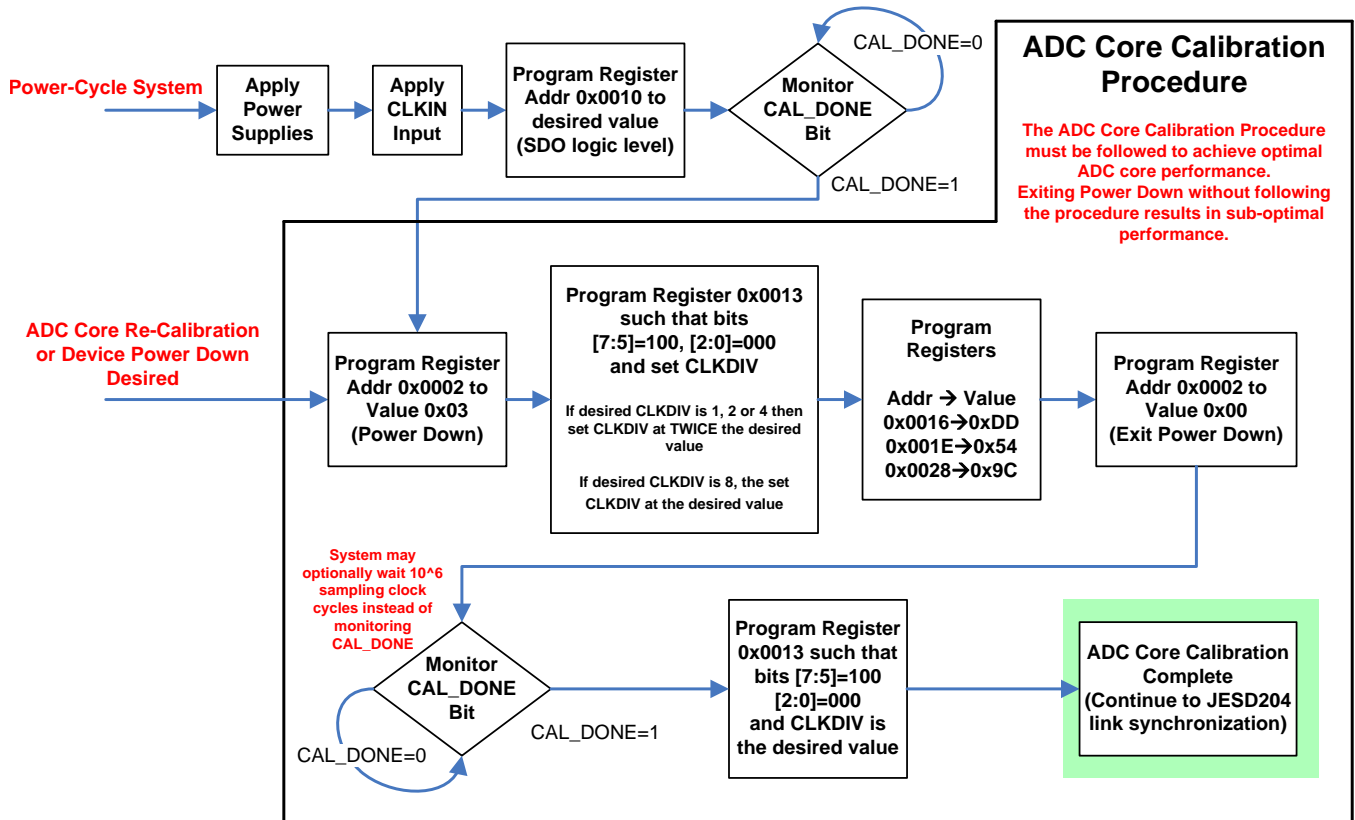 Power-Cycle System
Apply
Power
Supplies
Apply
CLKIN
Input
Program Register
Addr 0x0010 to
desired value
(SDO logic level)
Monitor
CAL_DONE
Bit
CAL_DONE=0
CAL_DONE=1
ADC Core Calibration
Procedure
The ADC Core Calibration Procedure
must be followed to achieve optimal
ADC core performance.
Exiting Power Down without following
the procedure results in sub-optimal
performance.
ADC Core Re-Calibration
or Device Power Down
Desired
Program Register
Addr 0x0002 to
Value 0x03
(Power Down)
Program Register 0x0013
such that bits
[7:5]=100, [2:0]=000
and set CLKDIV
If desired CLKDIV is 1, 2 or 4 then
set CLKDIV at TWICE the desired
value
If desired CLKDIV is 8, the set
CLKDIV at the desired value
Program
Registers
Addr → Value
0x0016→0xDD
0x001E→0x54
0x0028→0x9C
Program Register
Addr 0x0002 to
Value 0x00
(Exit Power Down)
System may
optionally wait 10^6
sampling clock
cycles instead of
monitoring
CAL_DONE
Monitor
CAL_DONE
Bit
CAL_DONE=0
CAL_DONE=1
Program Register
0x0013 such that
bits [7:5]=100
[2:0]=000
and CLKDIV is
the desired value
ADC Core Calibration
Complete
(Continue to JESD204
link synchronization)